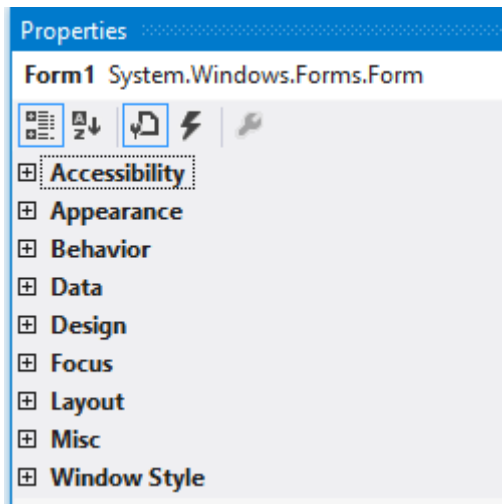 Properties
Form1 System.Windows.Forms.Form
Accessibility
Appearance
Behavior
Data
Design
Focus
Layout
Misc
Window Style